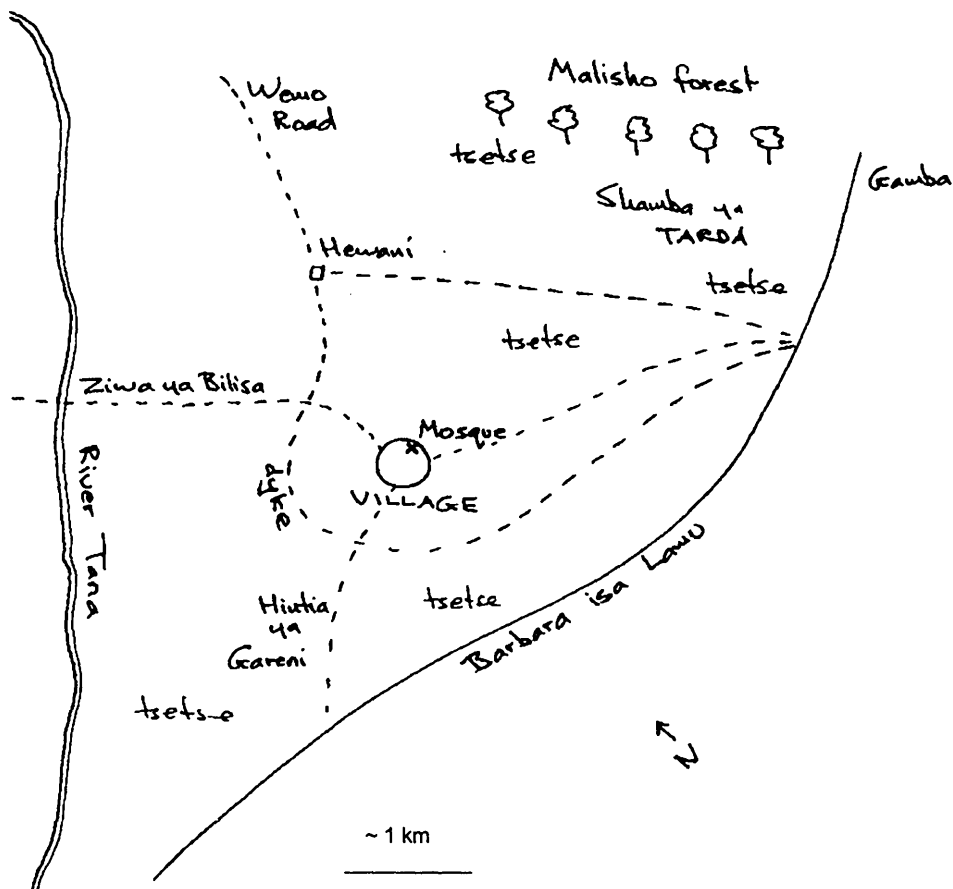 Malisho forest
Wemo
Road
tsetse
Gamba
Shamba ya
TARDA
Hewani
tsetse
tsetse
Ziwa ya Bilisa
Mosque
dyke
VILLAGE
River Tana
Hiutia
ya
Gareni
tsetse
Barbara isa Lamu
tsetse
N
~ 1 km